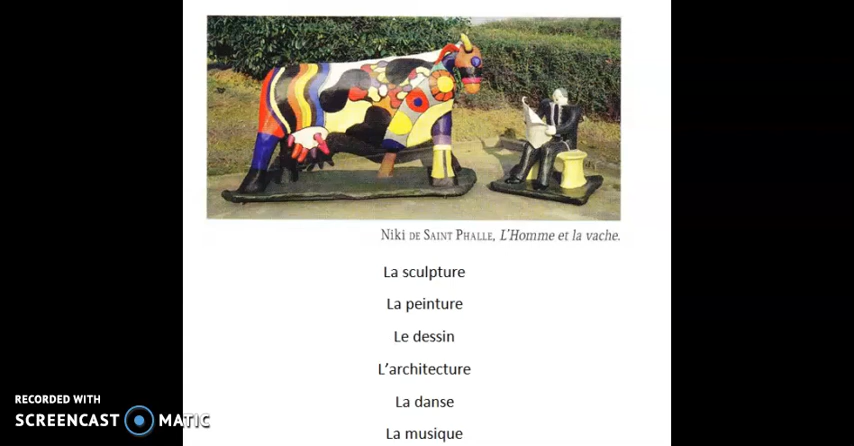 Niki DE SAINT PHALLE, L'Homme et la vache.
La sculpture
La peinture
Le dessin
L'architecture
La danse
La musique
RECORDED WITH
SCREENCAST MATIC